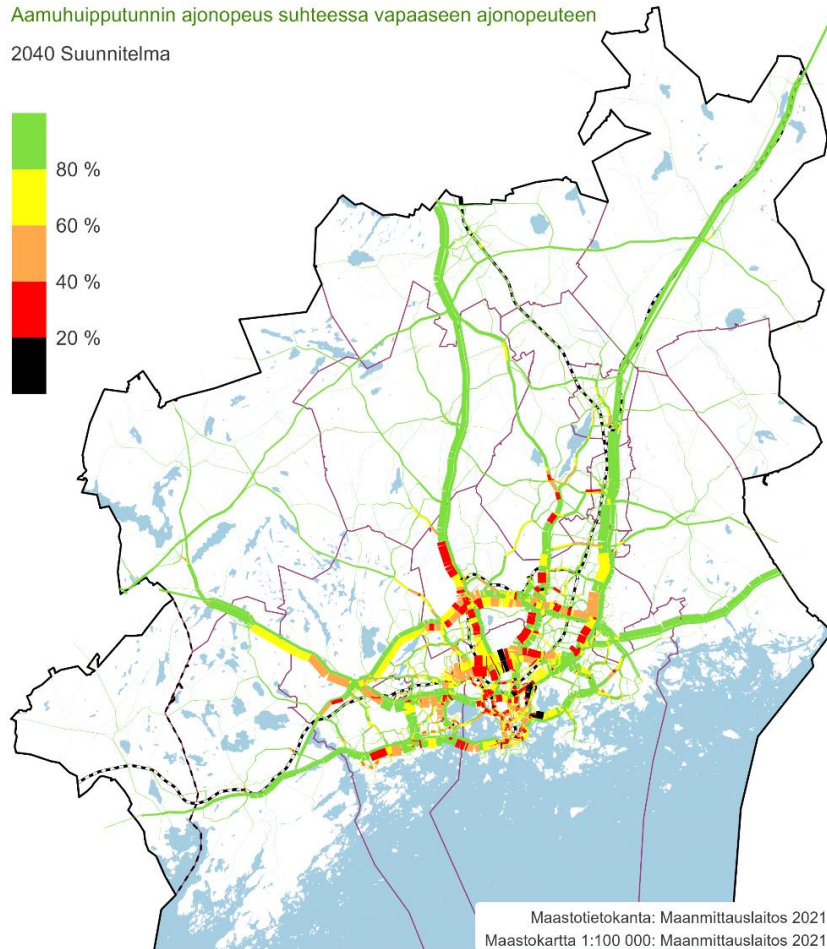 Aamuhuipputunnin ajonopeus suhteessa vapaaseen ajonopeuteen
2040 Suunnitelma
80 %
60 %
40 %
20 %
Maastotietokanta: Maanmittauslaitos 2021
Maastokartta 1:100 000: Maanmittauslaitos 2021